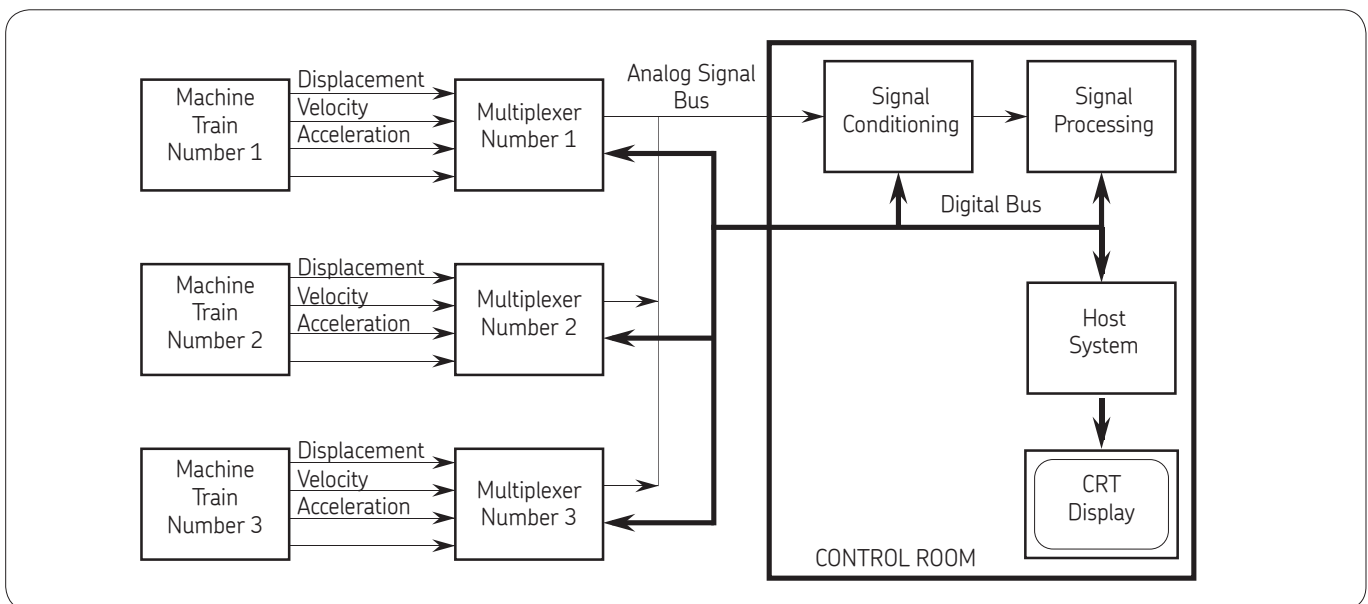 Machine
Train
Number 1
Displacement
Velocity
Acceleration
Multiplexer
Number 1
Analog Signal
Bus
Signal
Conditioning
Signal
Processing
Digital Bus
Machine
Train
Number 2
Displacement
Velocity
Acceleration
Multiplexer
Number 2
Host
System
Machine
Train
Number 3
Displacement
Velocity
Acceleration
Multiplexer
Number 3
CRT
Display
CONTROL ROOM